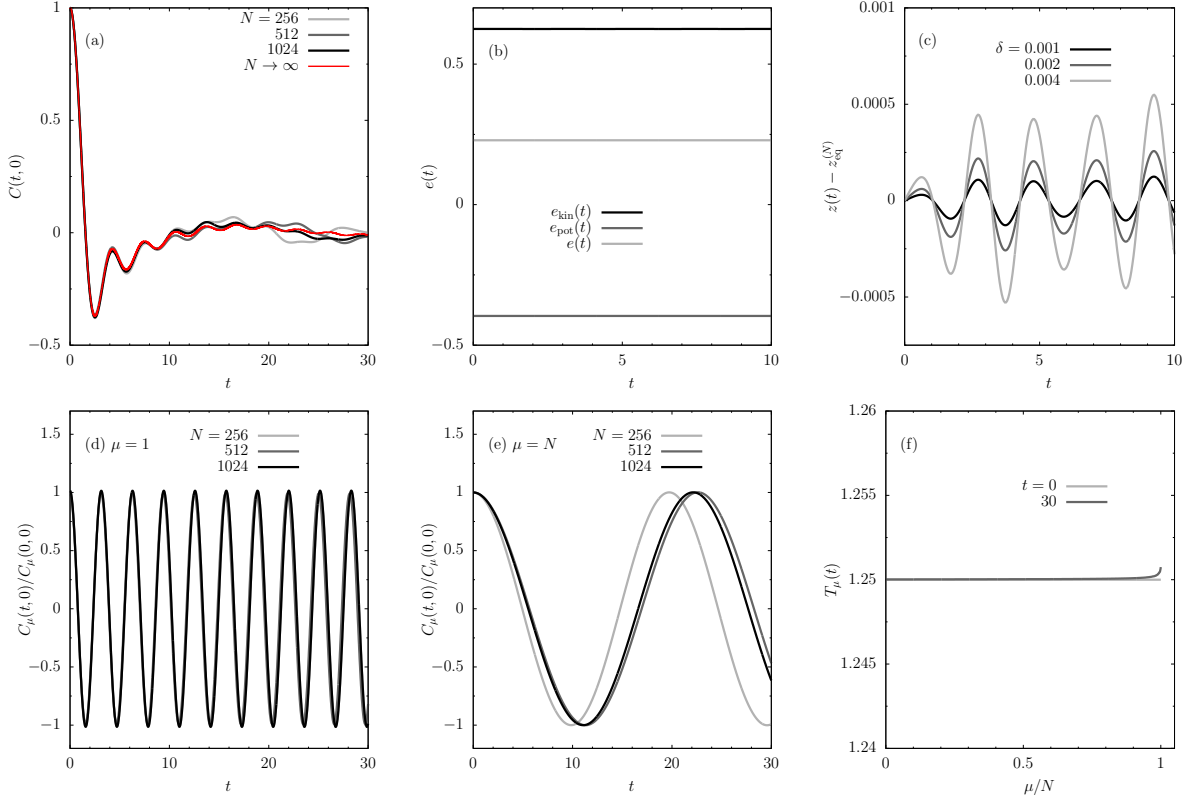 1
0.5
0
−0.5
0
10
20
30
C(t, 0)
t
(a)
N = 256
512
1024
N → ∞
0.5
0
−0.5
0
5
10
e(t)
t
(b)
e_kin(t)
e_pot(t)
e(t)
0.001
0.0005
0
−0.0005
0
5
10
z(t) − z_eq^(N)
t
(c)
δ = 0.001
0.002
0.004
1.5
1
0.5
0
−0.5
−1
0
10
20
30
C_μ(t, 0)/C_μ(0, 0)
t
(d) μ = 1
N = 256
512
1024
1.5
1
0.5
0
−0.5
−1
0
10
20
30
C_μ(t, 0)/C_μ(0, 0)
t
(e) μ = N
N = 256
512
1024
1.26
1.255
1.25
1.245
1.24
0
0.5
1
T_μ(t)
μ/N
(f)
t = 0
30